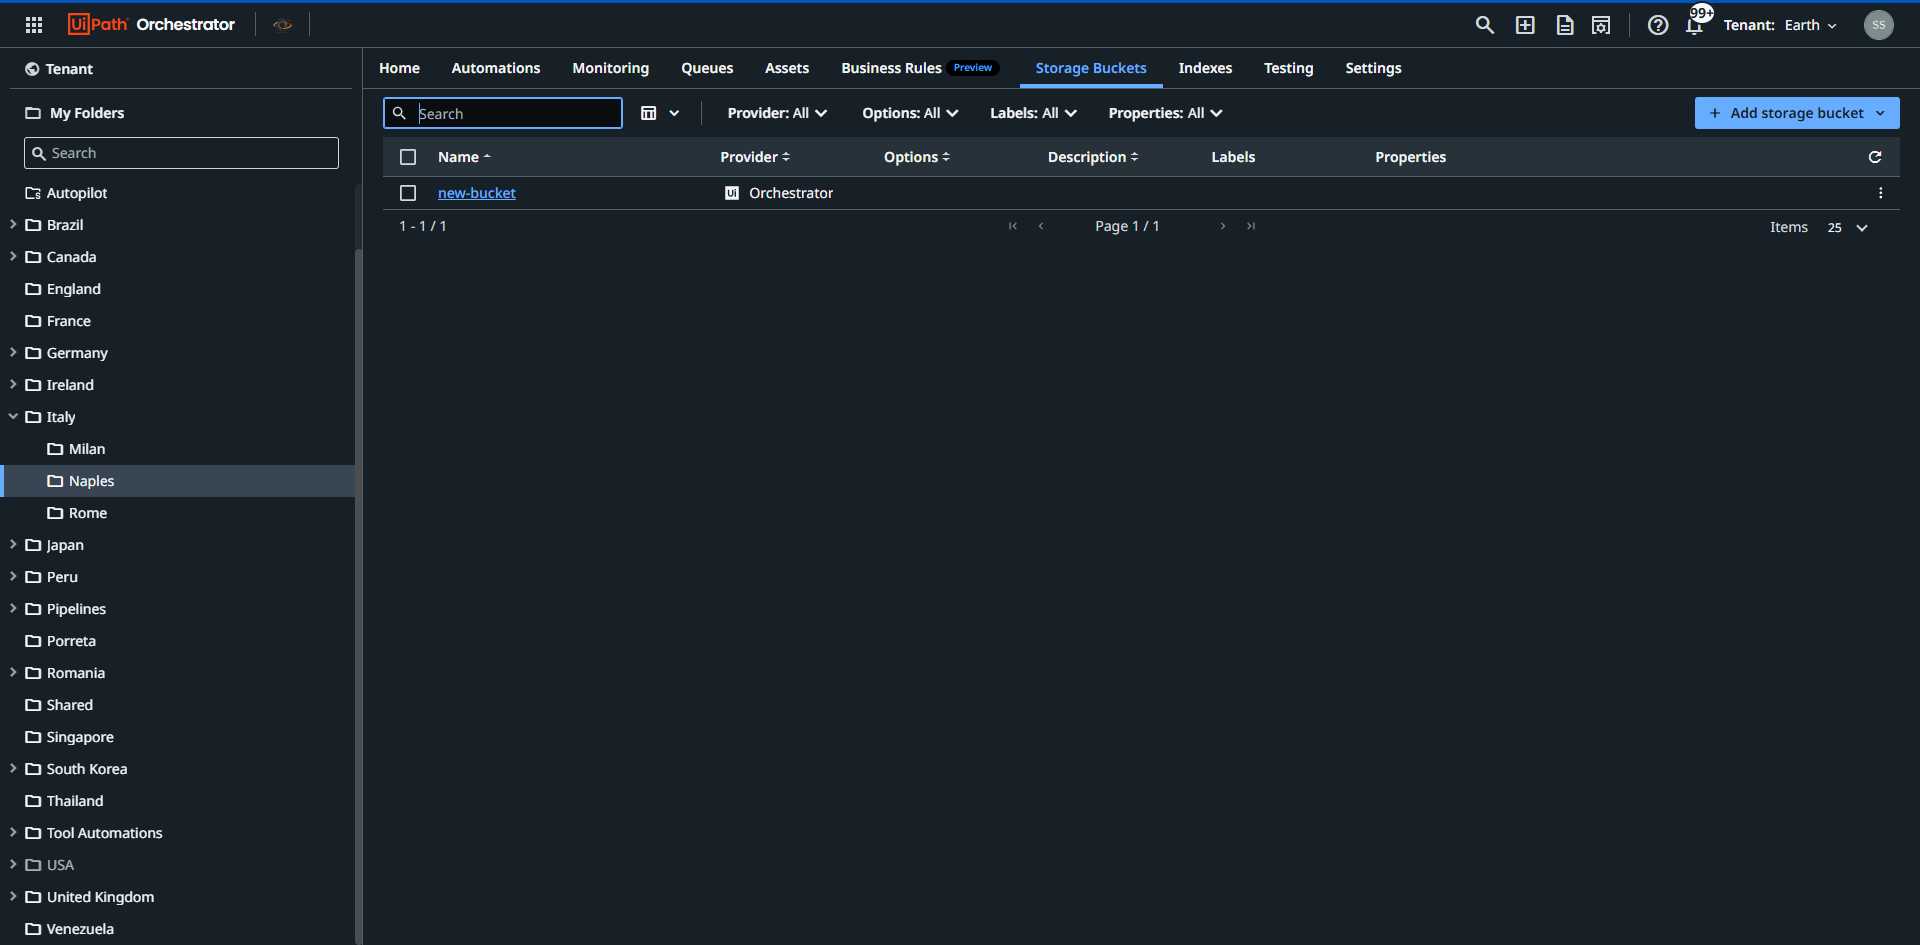 UiPath Orchestrator
99+
Tenant: Earth
SS
Tenant
My Folders
Search
Autopilot
Brazil
Canada
England
France
Germany
Ireland
Italy
Milan
Naples
Rome
Japan
Peru
Pipelines
Porreta
Romania
Shared
Singapore
South Korea
Thailand
Tool Automations
USA
United Kingdom
Venezuela
Home Automations Monitoring Queues Assets Business Rules Preview Storage Buckets Indexes Testing Settings
Search Provider: All Options: All Labels: All Properties: All + Add storage bucket
Name Provider Options Description Labels Properties
new-bucket Ui Orchestrator
1 - 1 / 1 Page 1 / 1 Items 25